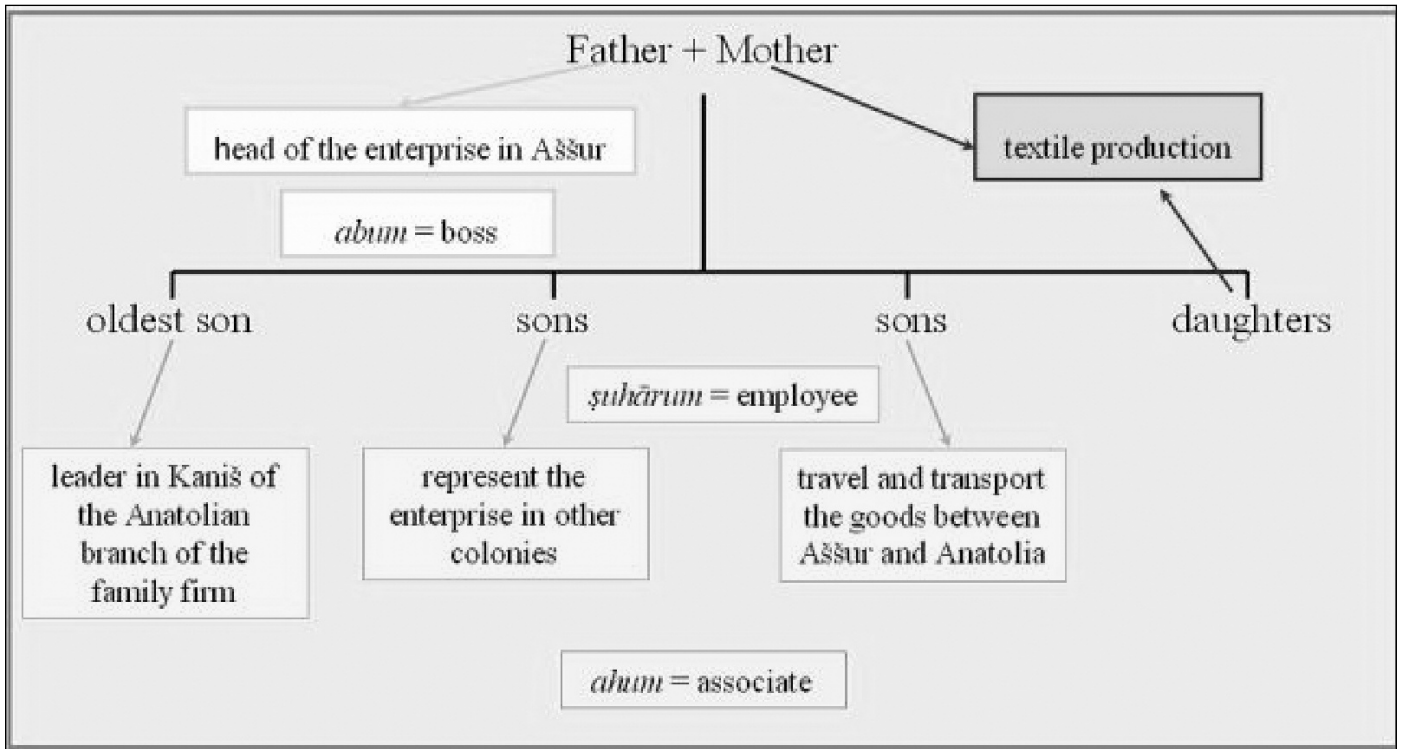 Father + Mother
head of the enterprise in Aššur
textile production
abum = boss
oldest son
sons
sons
daughters
ṣuhārum = employee
leader in Kaniš of
the Anatolian
branch of the
family firm
represent the
enterprise in other
colonies
travel and transport
the goods between
Aššur and Anatolia
ahum = associate